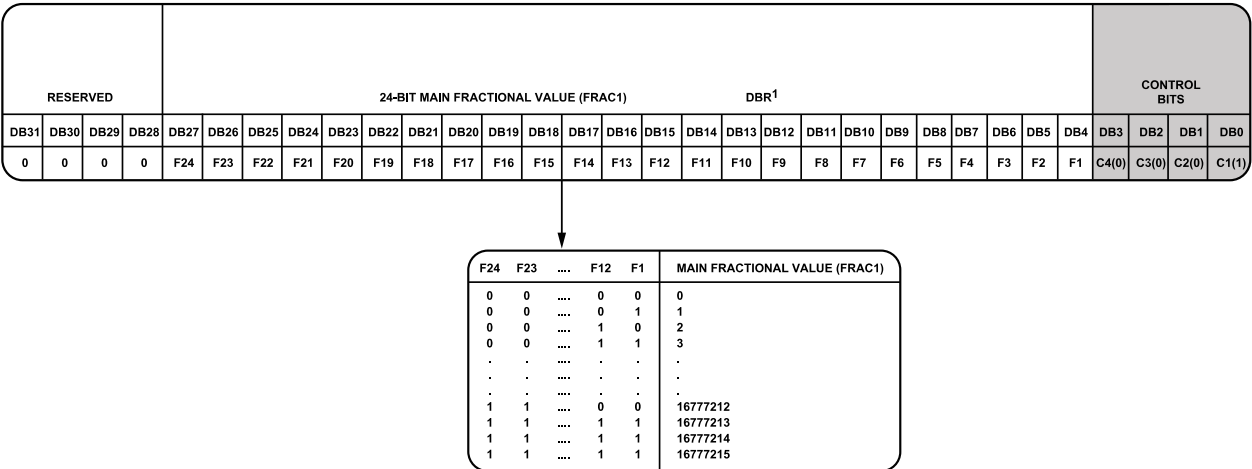 RESERVED 24-BIT MAIN FRACTIONAL VALUE (FRAC1) DBR1 CONTROL BITS
DB31 DB30 DB29 DB28 DB27 DB26 DB25 DB24 DB23 DB22 DB21 DB20 DB19 DB18 DB17 DB16 DB15 DB14 DB13 DB12 DB11 DB10 DB9 DB8 DB7 DB6 DB5 DB4 DB3 DB2 DB1 DB0
0 0 0 0 F24 F23 F22 F21 F20 F19 F18 F17 F16 F15 F14 F13 F12 F11 F10 F9 F8 F7 F6 F5 F4 F3 F2 F1 C4(0) C3(0) C2(0) C1(1)
F24 F23 .... F12 F1 MAIN FRACTIONAL VALUE (FRAC1)
0 0 .... 0 0 0
0 0 .... 0 1 1
0 0 .... 1 0 2
0 0 .... 1 1 3
. . .... . . .
. . .... . . .
. . .... . . .
1 1 .... 0 0 16777212
1 1 .... 1 1 16777213
1 1 .... 1 1 16777214
1 1 .... 1 1 16777215